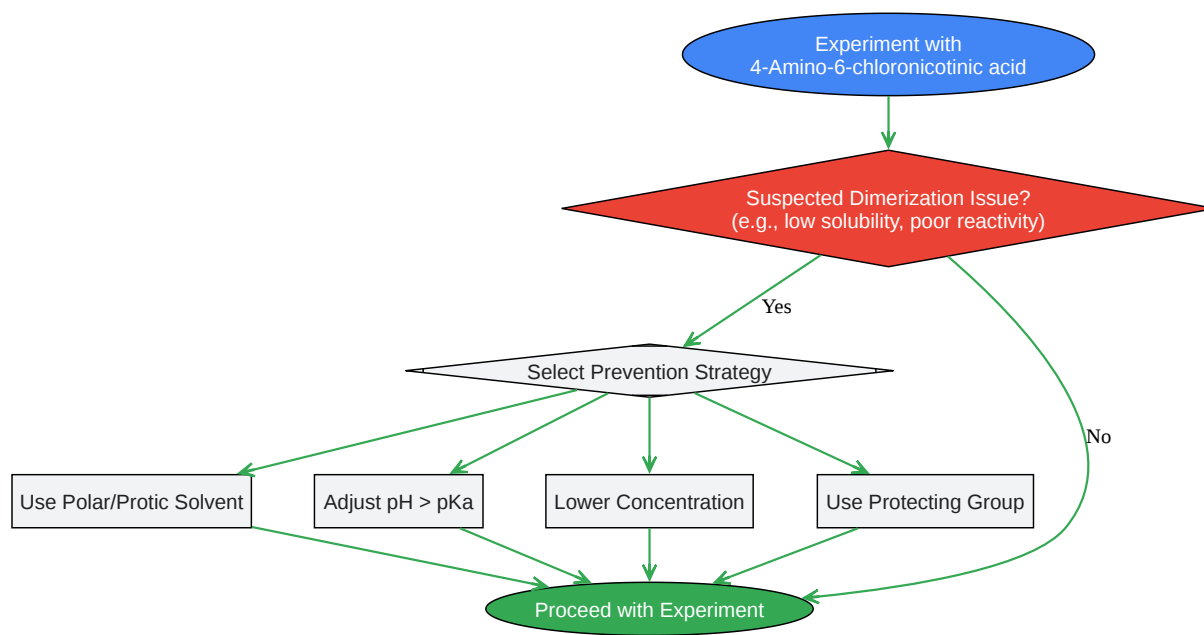 Experiment with
4-Amino-6-chloronicotinic acid
Suspected Dimerization Issue?
(e.g., low solubility, poor reactivity)
Yes
Select Prevention Strategy
No
Use Polar/Protic Solvent
Adjust pH > pKa
Lower Concentration
Use Protecting Group
Proceed with Experiment